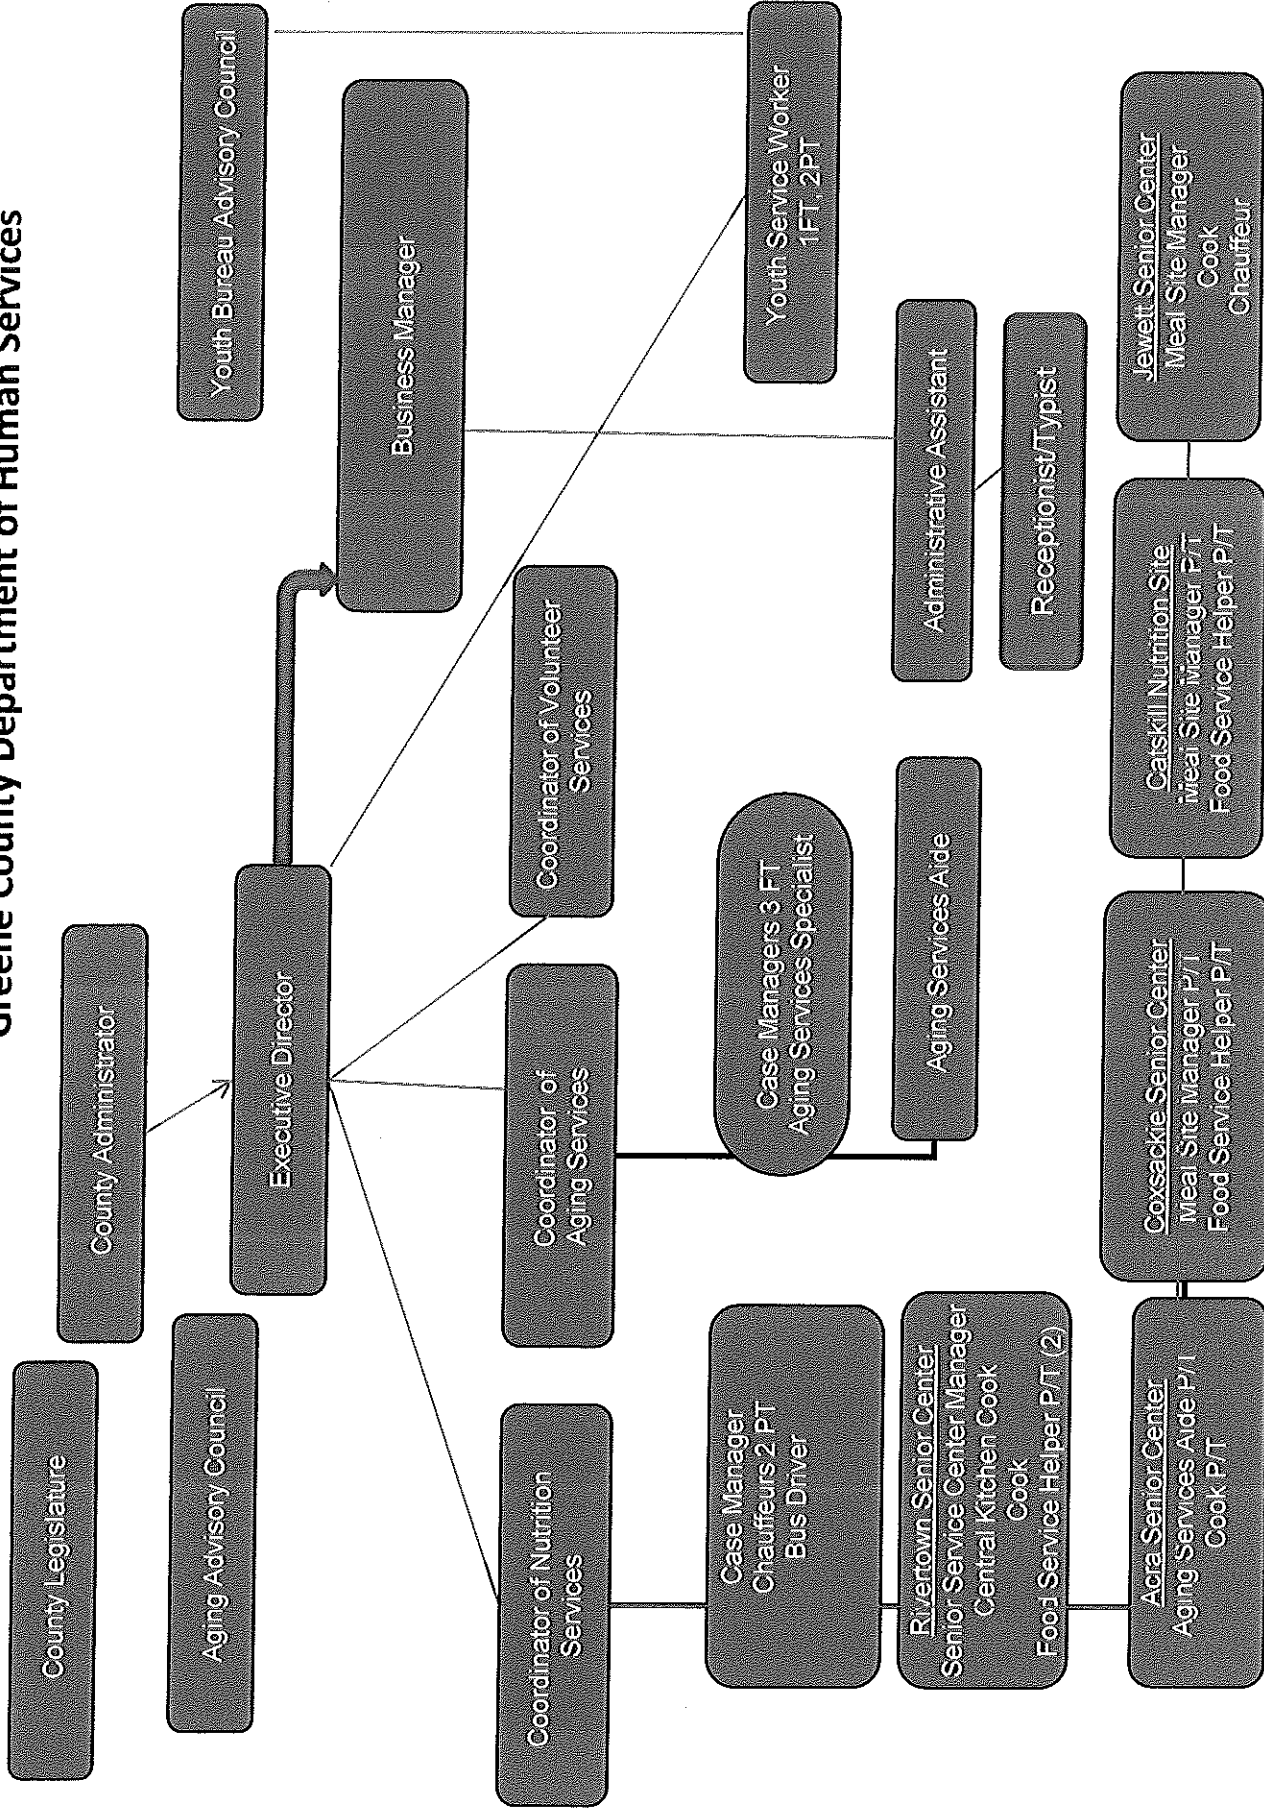 Greene County Department of Human Services
County Legislature
County Administrator
Aging Advisory Council
Youth Bureau Advisory Council
Executive Director
Business Manager
Coordinator of Nutrition
Services
Coordinator of
Aging Services
Coordinator of Volunteer
Services
Case Manager
Chauffeurs 2 PT
Bus Driver
Case Managers 3 FT
Aging Services Specialist
Youth Service Worker
1FT, 2PT
Rivertown Senior Center
Senior Service Center Manager
Central Kitchen Cook
Cook
Food Service Helper P/T (2)
Aging Services Aide
Administrative Assistant
Receptionist/Typist
Acra Senior Center
Aging Services Aide P/T
Cook P/T
Coxsackie Senior Center
Meal Site Manager P/T
Food Service Helper P/T
Catskill Nutrition Site
Meal Site Manager P/T
Food Service Helper P/T
Jewett Senior Center
Meal Site Manager
Cook
Chauffeur